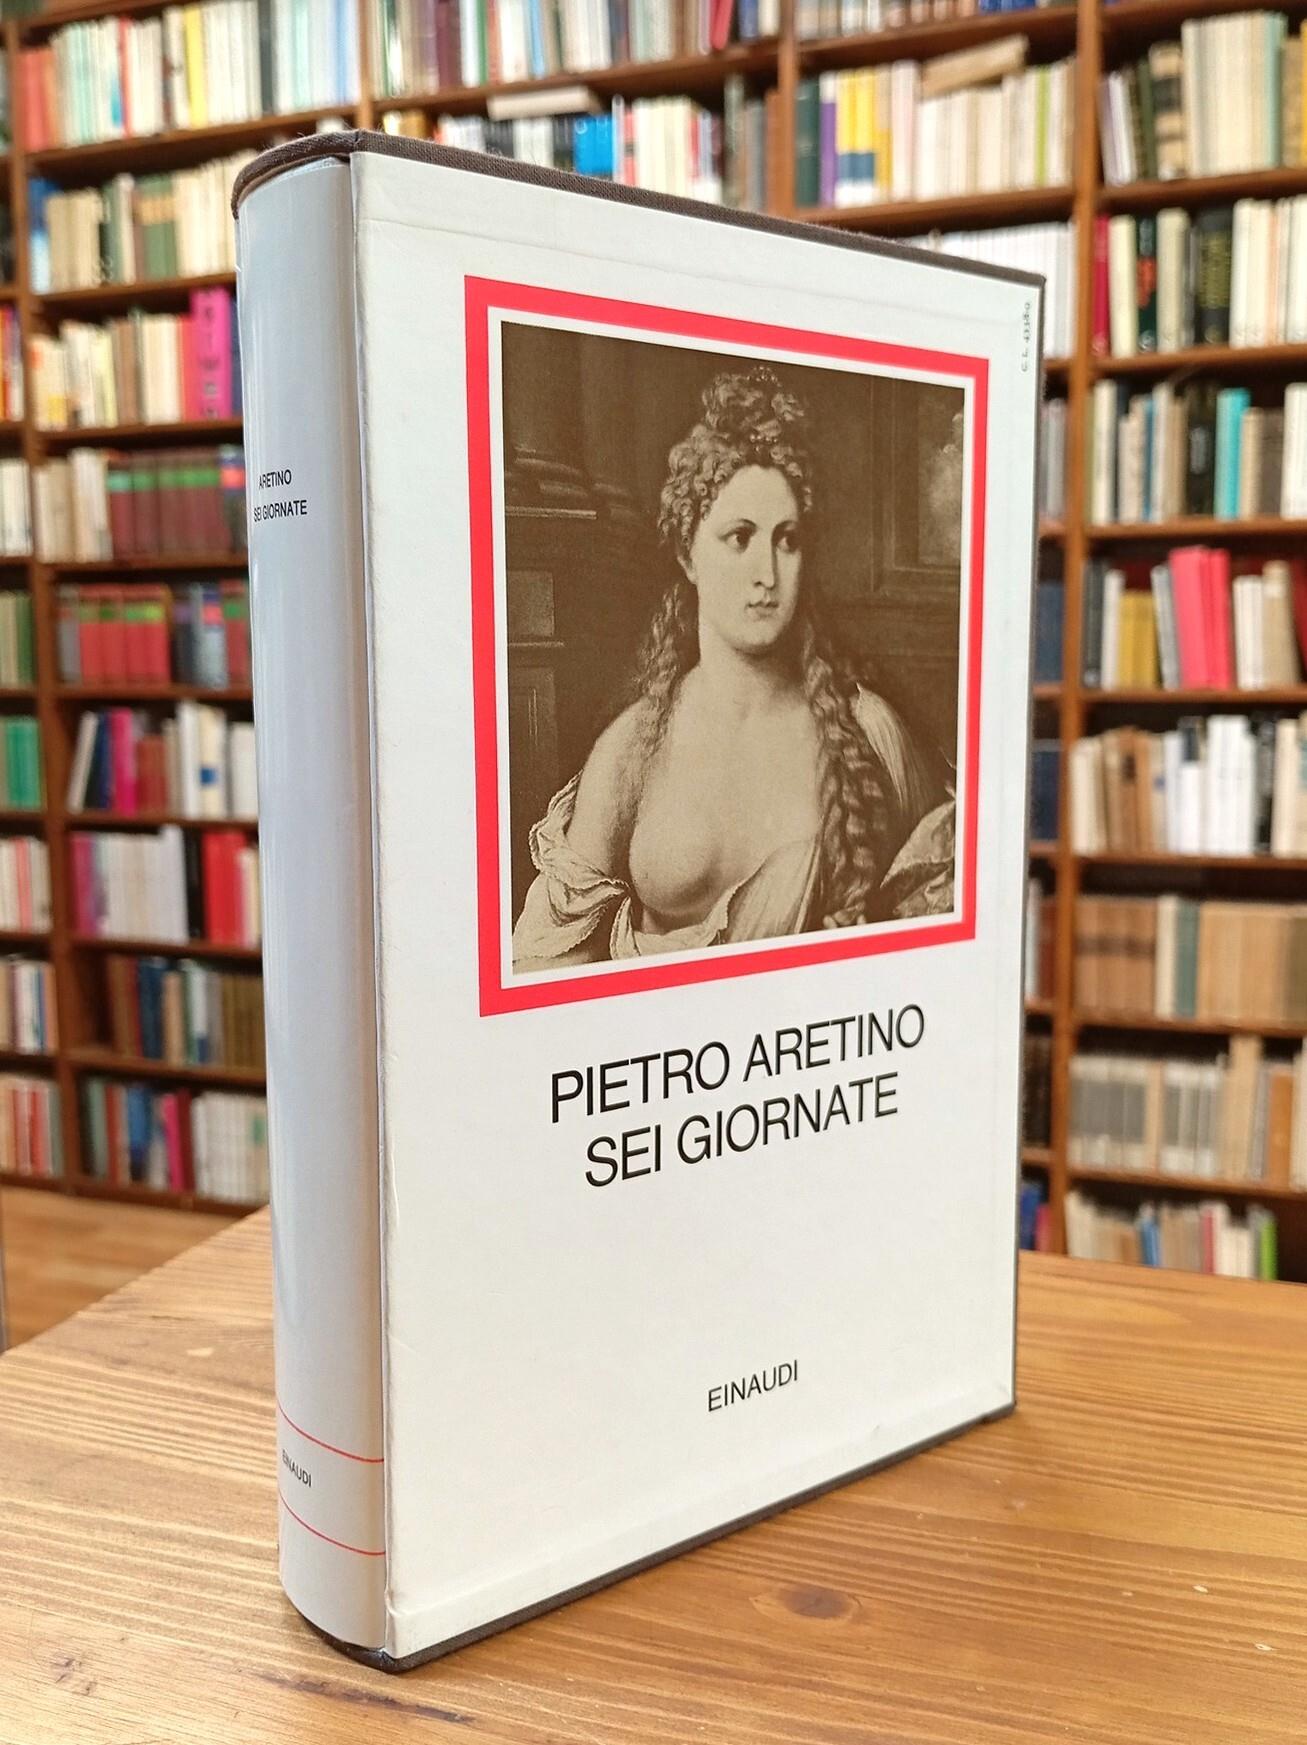 ARETINO
SEI GIORNATE
EINAUDI
PIETRO ARETINO
SEI GIORNATE
EINAUDI